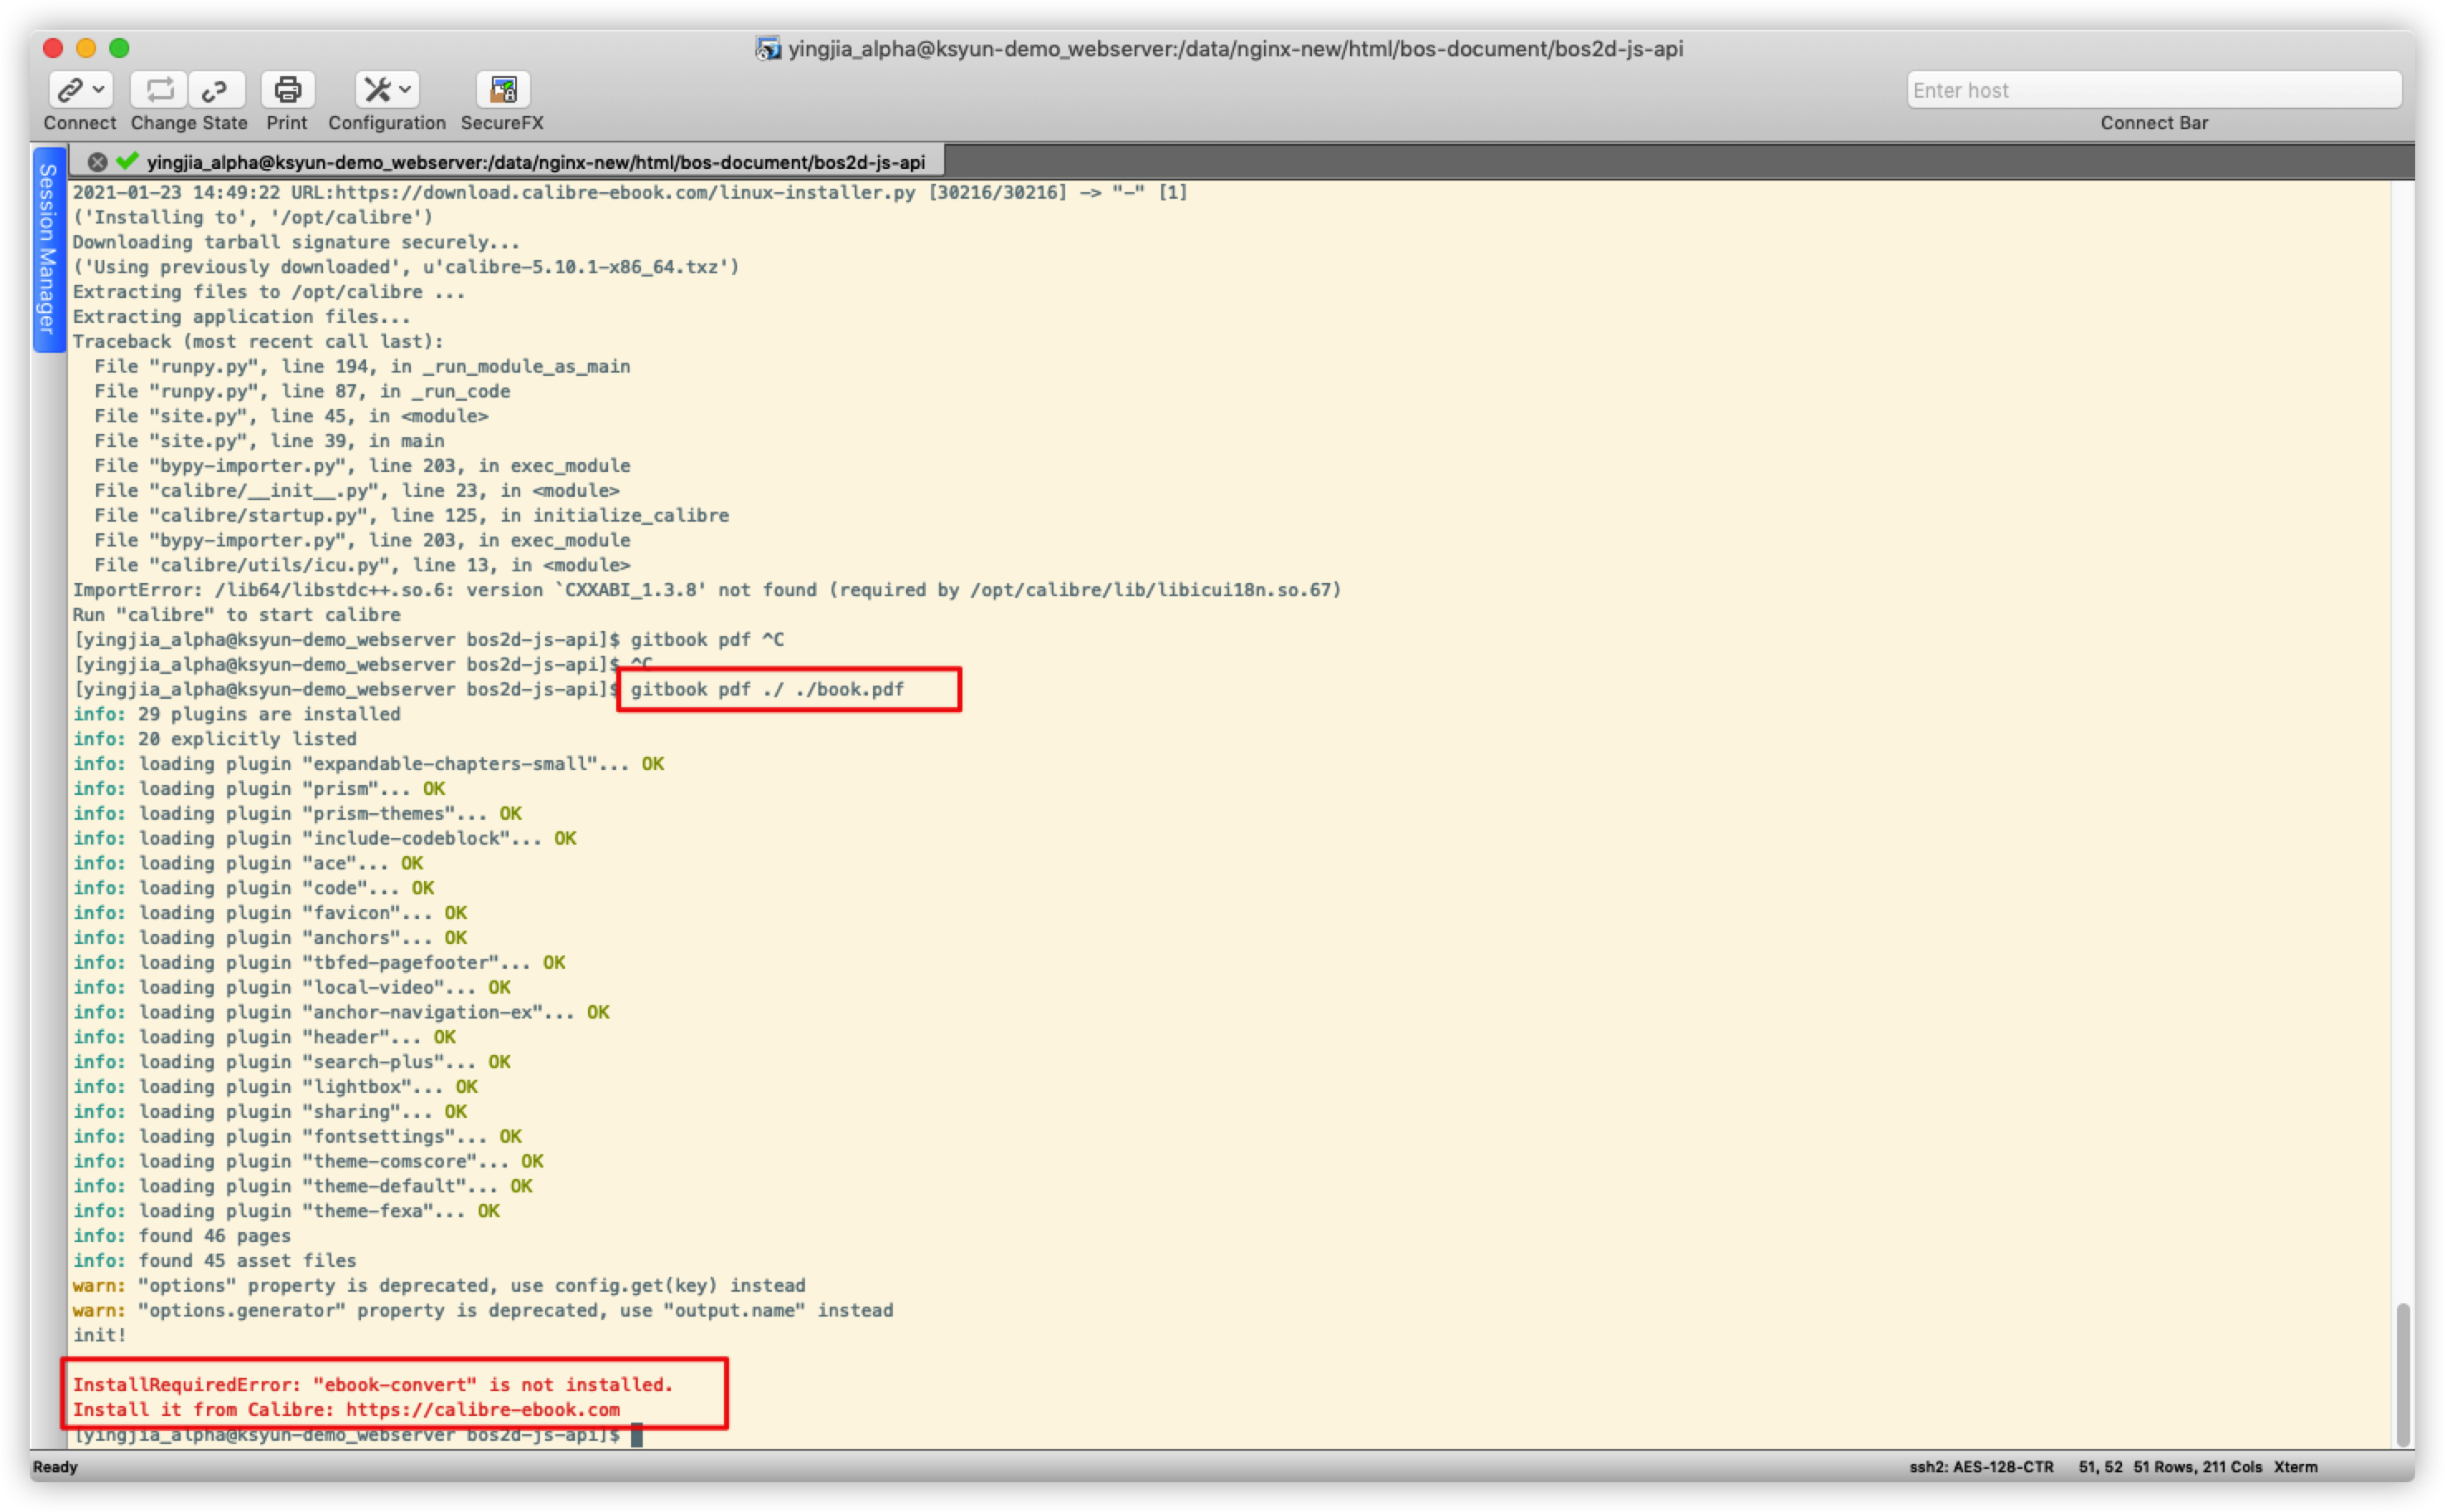 yingjia_alpha@ksyun-demo_webserver:/data/nginx-new/html/bos-document/bos2d-js-api
Enter host
Connect Change State Print Configuration SecureFX Connect Bar
Session Manager
yingjia_alpha@ksyun-demo_webserver:/data/nginx-new/html/bos-document/bos2d-js-api
2021-01-23 14:49:22 URL:https://download.calibre-ebook.com/linux-installer.py [30216/30216] -> "-" [1]
('Installing to', '/opt/calibre')
Downloading tarball signature securely...
('Using previously downloaded', u'calibre-5.10.1-x86_64.txz')
Extracting files to /opt/calibre ...
Extracting application files...
Traceback (most recent call last):
  File "runpy.py", line 194, in _run_module_as_main
  File "runpy.py", line 87, in _run_code
  File "site.py", line 45, in <module>
  File "site.py", line 39, in main
  File "bypy-importer.py", line 203, in exec_module
  File "calibre/__init__.py", line 23, in <module>
  File "calibre/startup.py", line 125, in initialize_calibre
  File "bypy-importer.py", line 203, in exec_module
  File "calibre/utils/icu.py", line 13, in <module>
ImportError: /lib64/libstdc++.so.6: version `CXXABI_1.3.8' not found (required by /opt/calibre/lib/libicui18n.so.67)
Run "calibre" to start calibre
[yingjia_alpha@ksyun-demo_webserver bos2d-js-api]$ gitbook pdf ^C
[yingjia_alpha@ksyun-demo_webserver bos2d-js-api]$ ^C
[yingjia_alpha@ksyun-demo_webserver bos2d-js-api]$ gitbook pdf ./ ./book.pdf
info: 29 plugins are installed
info: 20 explicitly listed
info: loading plugin "expandable-chapters-small"... OK
info: loading plugin "prism"... OK
info: loading plugin "prism-themes"... OK
info: loading plugin "include-codeblock"... OK
info: loading plugin "ace"... OK
info: loading plugin "code"... OK
info: loading plugin "favicon"... OK
info: loading plugin "anchors"... OK
info: loading plugin "tbfed-pagefooter"... OK
info: loading plugin "local-video"... OK
info: loading plugin "anchor-navigation-ex"... OK
info: loading plugin "header"... OK
info: loading plugin "search-plus"... OK
info: loading plugin "lightbox"... OK
info: loading plugin "sharing"... OK
info: loading plugin "fontsettings"... OK
info: loading plugin "theme-comscore"... OK
info: loading plugin "theme-default"... OK
info: loading plugin "theme-fexa"... OK
info: found 46 pages
info: found 45 asset files
warn: "options" property is deprecated, use config.get(key) instead
warn: "options.generator" property is deprecated, use "output.name" instead
init!
InstallRequiredError: "ebook-convert" is not installed.
Install it from Calibre: https://calibre-ebook.com
[yingjia_alpha@ksyun-demo_webserver bos2d-js-api]$
Ready ssh2: AES-128-CTR 51, 52 51 Rows, 211 Cols Xterm